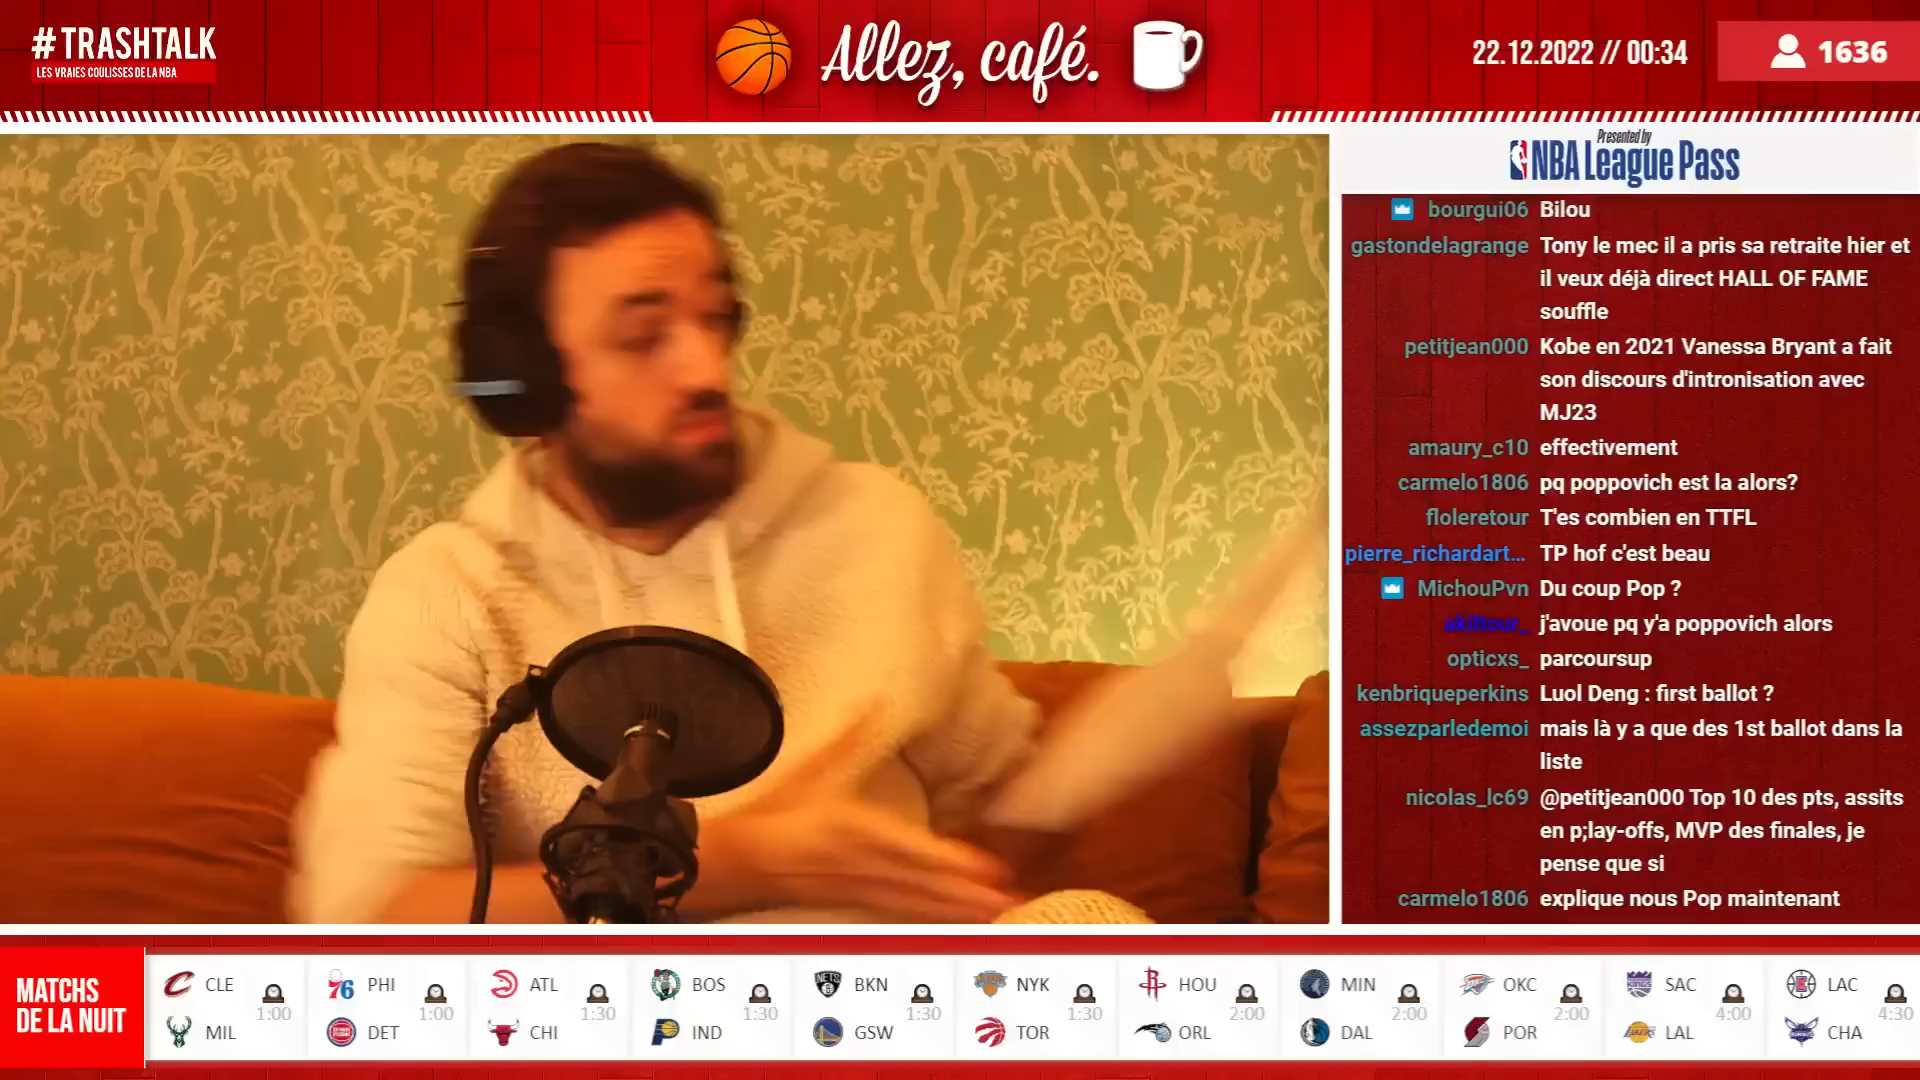 #TRASHTALK
LES VRAIES COULISSES DE LA NBA
Allez, café.
22.12.2022 // 00:34
1636
Presented by
NBA League Pass
bourgui06 Bilou
gastondelagrange Tony le mec il a pris sa retraite hier et
il veux déjà direct HALL OF FAME
souffle
petitjean000 Kobe en 2021 Vanessa Bryant a fait
son discours d'intronisation avec
MJ23
amaury_c10 effectivement
carmelo1806 pq poppovich est la alors?
floleretour T'es combien en TTFL
pierre_richardart... TP hof c'est beau
MichouPvn Du coup Pop ?
akiltour_ j'avoue pq y'a poppovich alors
opticxs_ parcoursup
kenbriqueperkins Luol Deng : first ballot ?
assezparledemoi mais là y a que des 1st ballot dans la
liste
nicolas_lc69 @petitjean000 Top 10 des pts, assits
en p;lay-offs, MVP des finales, je
pense que si
carmelo1806 explique nous Pop maintenant
MATCHS
DE LA NUIT
CLE
MIL
1:00
PHI
DET
1:00
ATL
CHI
1:30
BOS
IND
1:30
NETS
BKN
GSW
1:30
NYK
TOR
1:30
HOU
ORL
2:00
MIN
DAL
2:00
OKC
POR
2:00
SAC
LAL
4:00
LAC
CHA
4:30